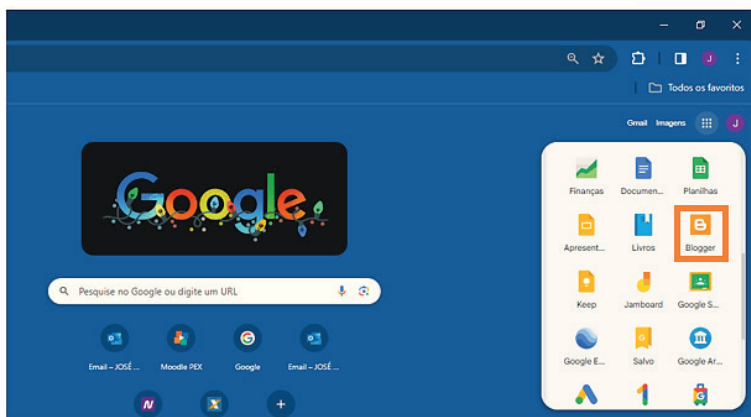 J
Todos os favoritos
Gmail Imagens J
Google
Finanças Documen... Planilhas
Apresent... Livros Blogger
Pesquise no Google ou digite um URL
Keep Jamboard Google S...
Email – JOSÉ ... Moodle PEX Google Email – JOSÉ ...
Google E... Salvo Google Ar...